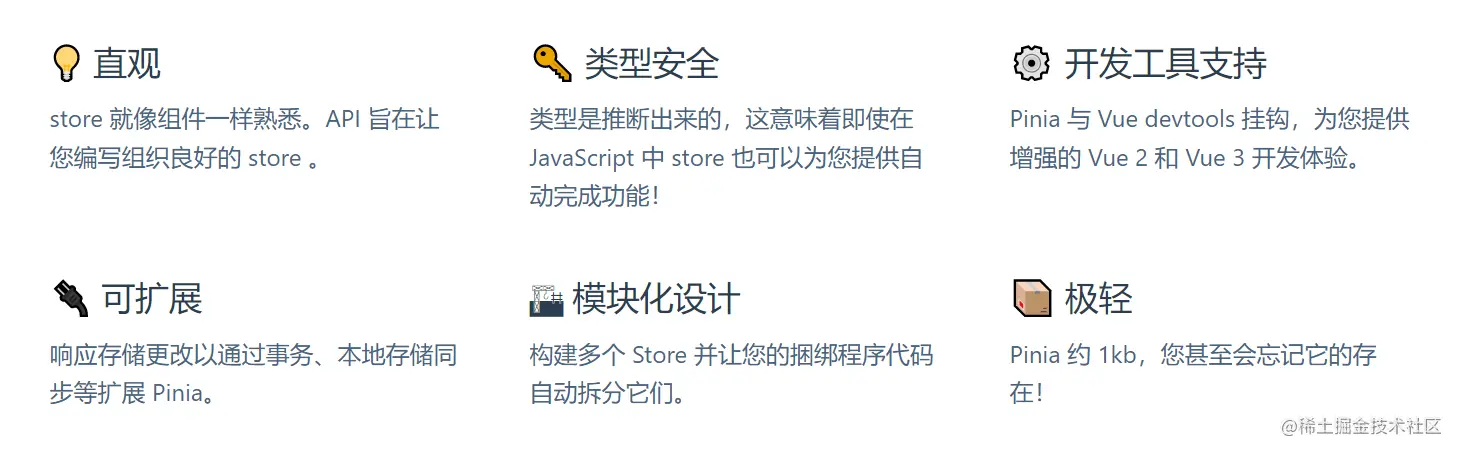 直观
store 就像组件一样熟悉。API 旨在让
您编写组织良好的 store 。
类型安全
类型是推断出来的，这意味着即使在
JavaScript 中 store 也可以为您提供自
动完成功能！
开发工具支持
Pinia 与 Vue devtools 挂钩，为您提供
增强的 Vue 2 和 Vue 3 开发体验。
可扩展
响应存储更改以通过事务、本地存储同
步等扩展 Pinia。
模块化设计
构建多个 Store 并让您的捆绑程序代码
自动拆分它们。
极轻
Pinia 约 1kb，您甚至会忘记它的存
在！
@稀土掘金技术社区